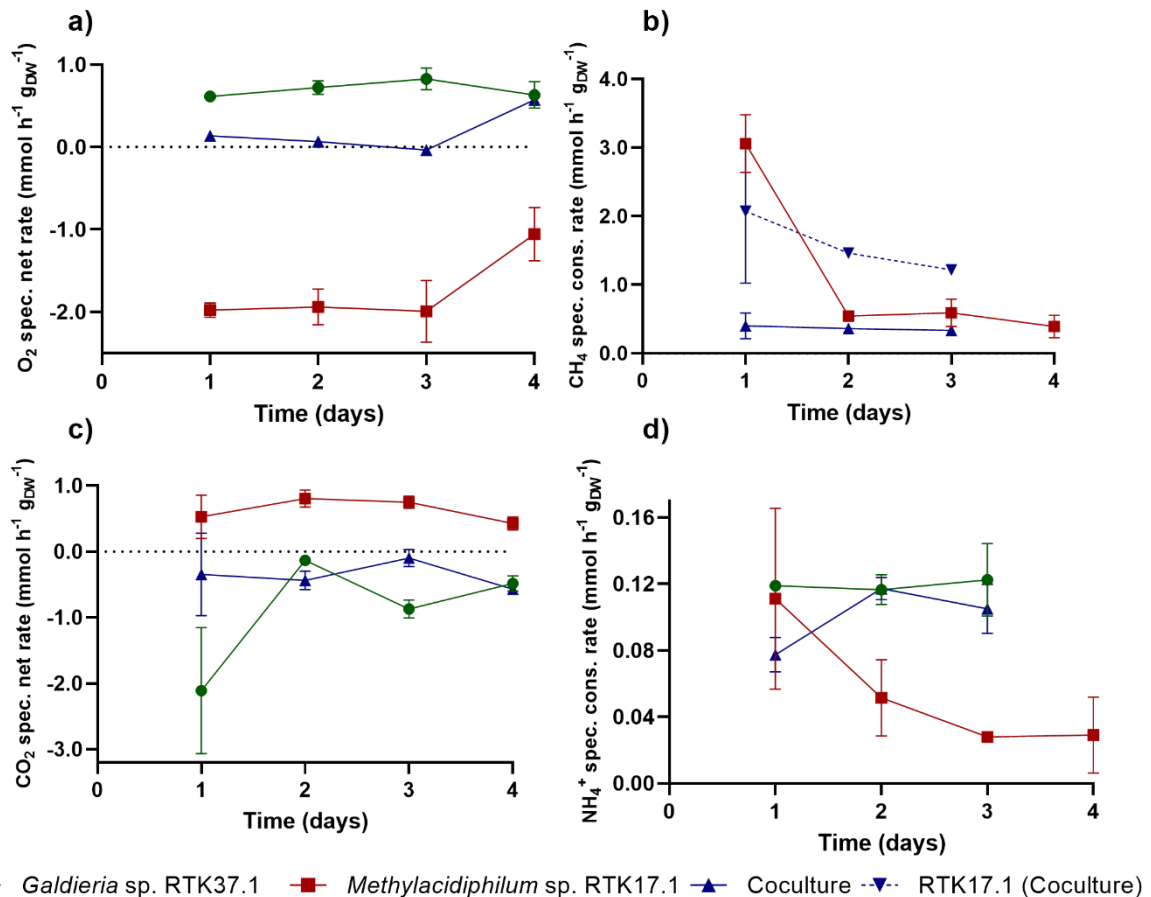 a)
O₂ spec. net rate (mmol h⁻¹ g_DW⁻¹)
1.0
0.0
-1.0
-2.0
0 1 2 3 4
Time (days)
b)
CH₄ spec. cons. rate (mmol h⁻¹ g_DW⁻¹)
4.0
3.0
2.0
1.0
0.0
0 1 2 3 4
Time (days)
c)
CO₂ spec. net rate (mmol h⁻¹ g_DW⁻¹)
1.0
0.0
-1.0
-2.0
-3.0
0 1 2 3 4
Time (days)
d)
NH₄⁺ spec. cons. rate (mmol h⁻¹ g_DW⁻¹)
0.16
0.12
0.08
0.04
0.00
0 1 2 3 4
Time (days)
Galdieria sp. RTK37.1 Methylacidiphilum sp. RTK17.1 Coculture RTK17.1 (Coculture)